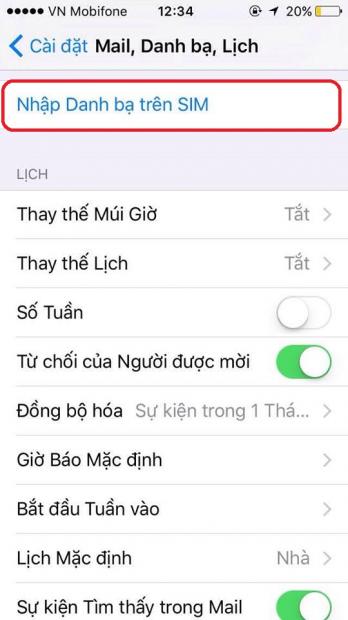 VN Mobifone 12:34 20%
Cài đặt Mail, Danh bạ, Lịch
Nhập Danh bạ trên SIM
LỊCH
Thay thế Múi Giờ Tắt
Thay thế Lịch Tắt
Số Tuần
Từ chối của Người được mời
Đồng bộ hóa Sự kiện trong 1 Thá...
Giờ Báo Mặc định
Bắt đầu Tuần vào
Lịch Mặc định Nhà
Sự kiện Tìm thấy trong Mail